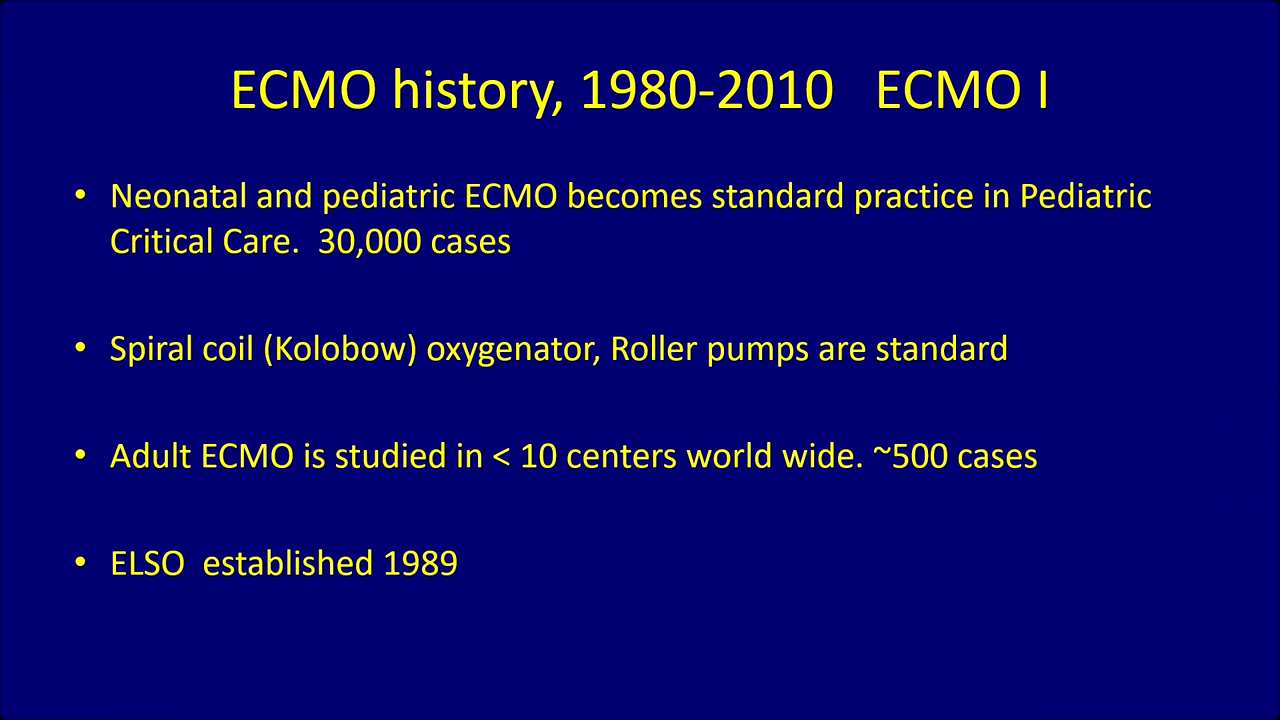 ECMO history, 1980-2010   ECMO I
• Neonatal and pediatric ECMO becomes standard practice in Pediatric
Critical Care.  30,000 cases
• Spiral coil (Kolobow) oxygenator, Roller pumps are standard
• Adult ECMO is studied in < 10 centers world wide. ~500 cases
• ELSO  established 1989